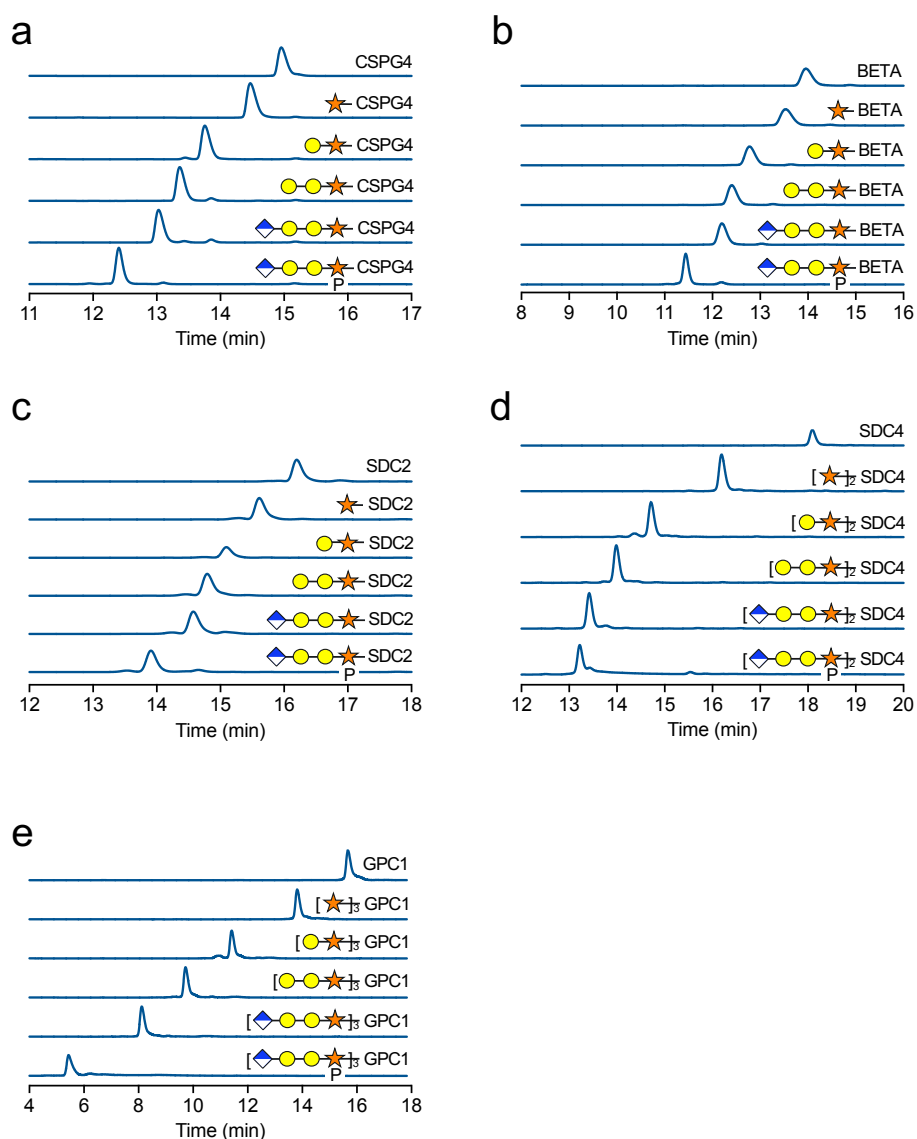 a
CSPG4
CSPG4
CSPG4
CSPG4
CSPG4
CSPG4
P
11 12 13 14 15 16 17
Time (min)
b
BETA
BETA
BETA
BETA
BETA
BETA
P
8 9 10 11 12 13 14 15 16
Time (min)
c
SDC2
SDC2
SDC2
SDC2
SDC2
SDC2
P
12 13 14 15 16 17 18
Time (min)
d
SDC4
[ ]2 SDC4
[ ]2 SDC4
[ ]2 SDC4
[ ]2 SDC4
[ ]2 SDC4
P
12 13 14 15 16 17 18 19 20
Time (min)
e
GPC1
[ ]3 GPC1
[ ]3 GPC1
[ ]3 GPC1
[ ]3 GPC1
[ ]3 GPC1
P
4 6 8 10 12 14 16 18
Time (min)